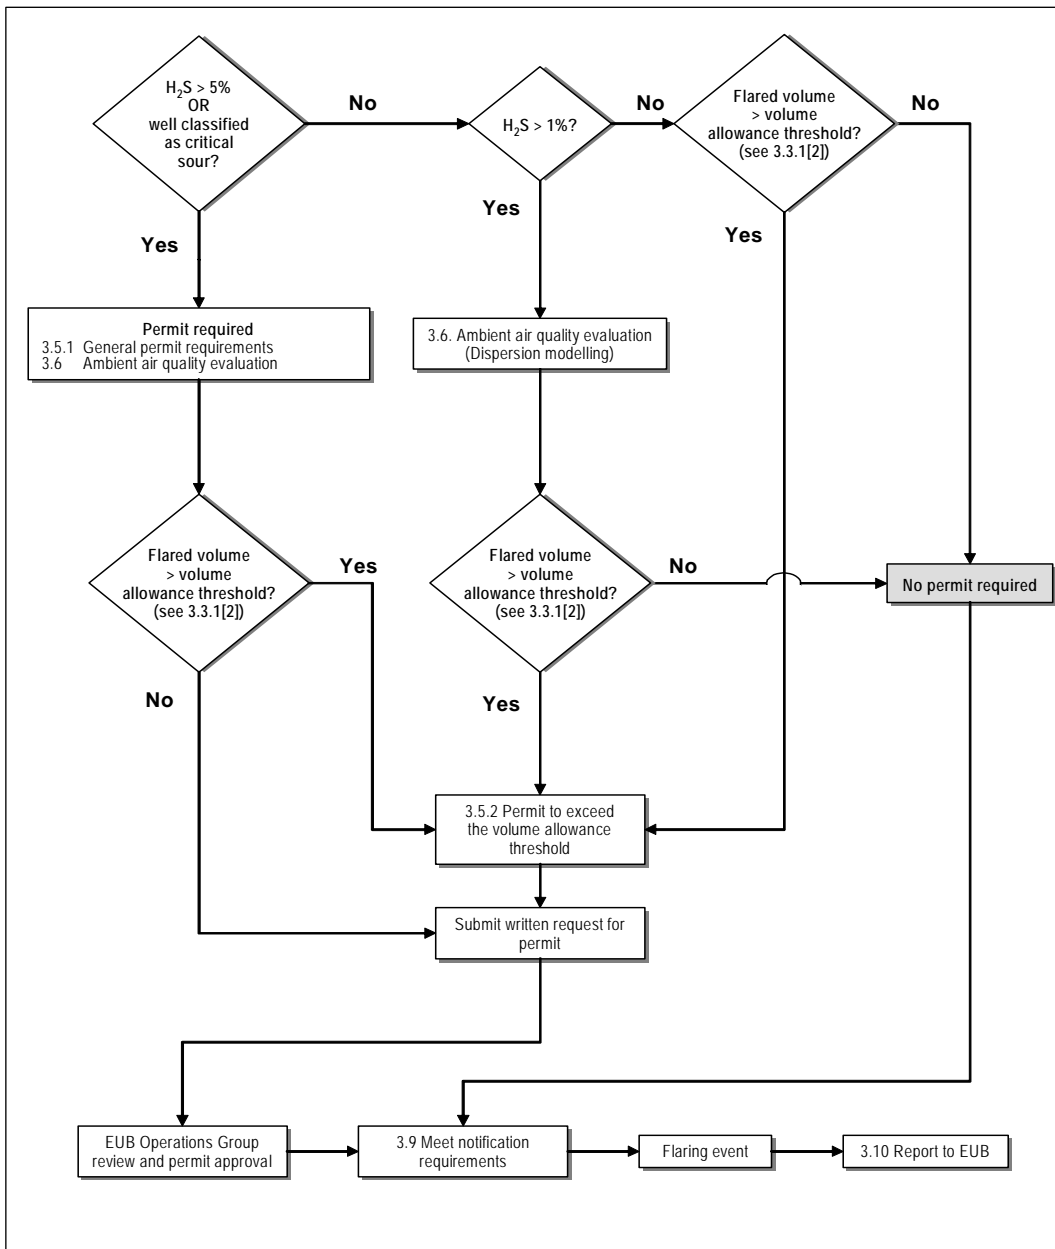 H₂S > 5%
OR
well classified
as critical
sour?
No
H₂S > 1%?
No
Flared volume
> volume
allowance threshold?
(see 3.3.1[2])
No
Yes
Yes
Yes
Permit required
3.5.1 General permit requirements
3.6 Ambient air quality evaluation
3.6. Ambient air quality evaluation
(Dispersion modelling)
Flared volume
> volume
allowance threshold?
(see 3.3.1[2])
Yes
Flared volume
> volume
allowance threshold?
(see 3.3.1[2])
No
No permit required
No
Yes
3.5.2 Permit to exceed
the volume allowance
threshold
Submit written request for
permit
EUB Operations Group
review and permit approval
3.9 Meet notification
requirements
Flaring event
3.10 Report to EUB